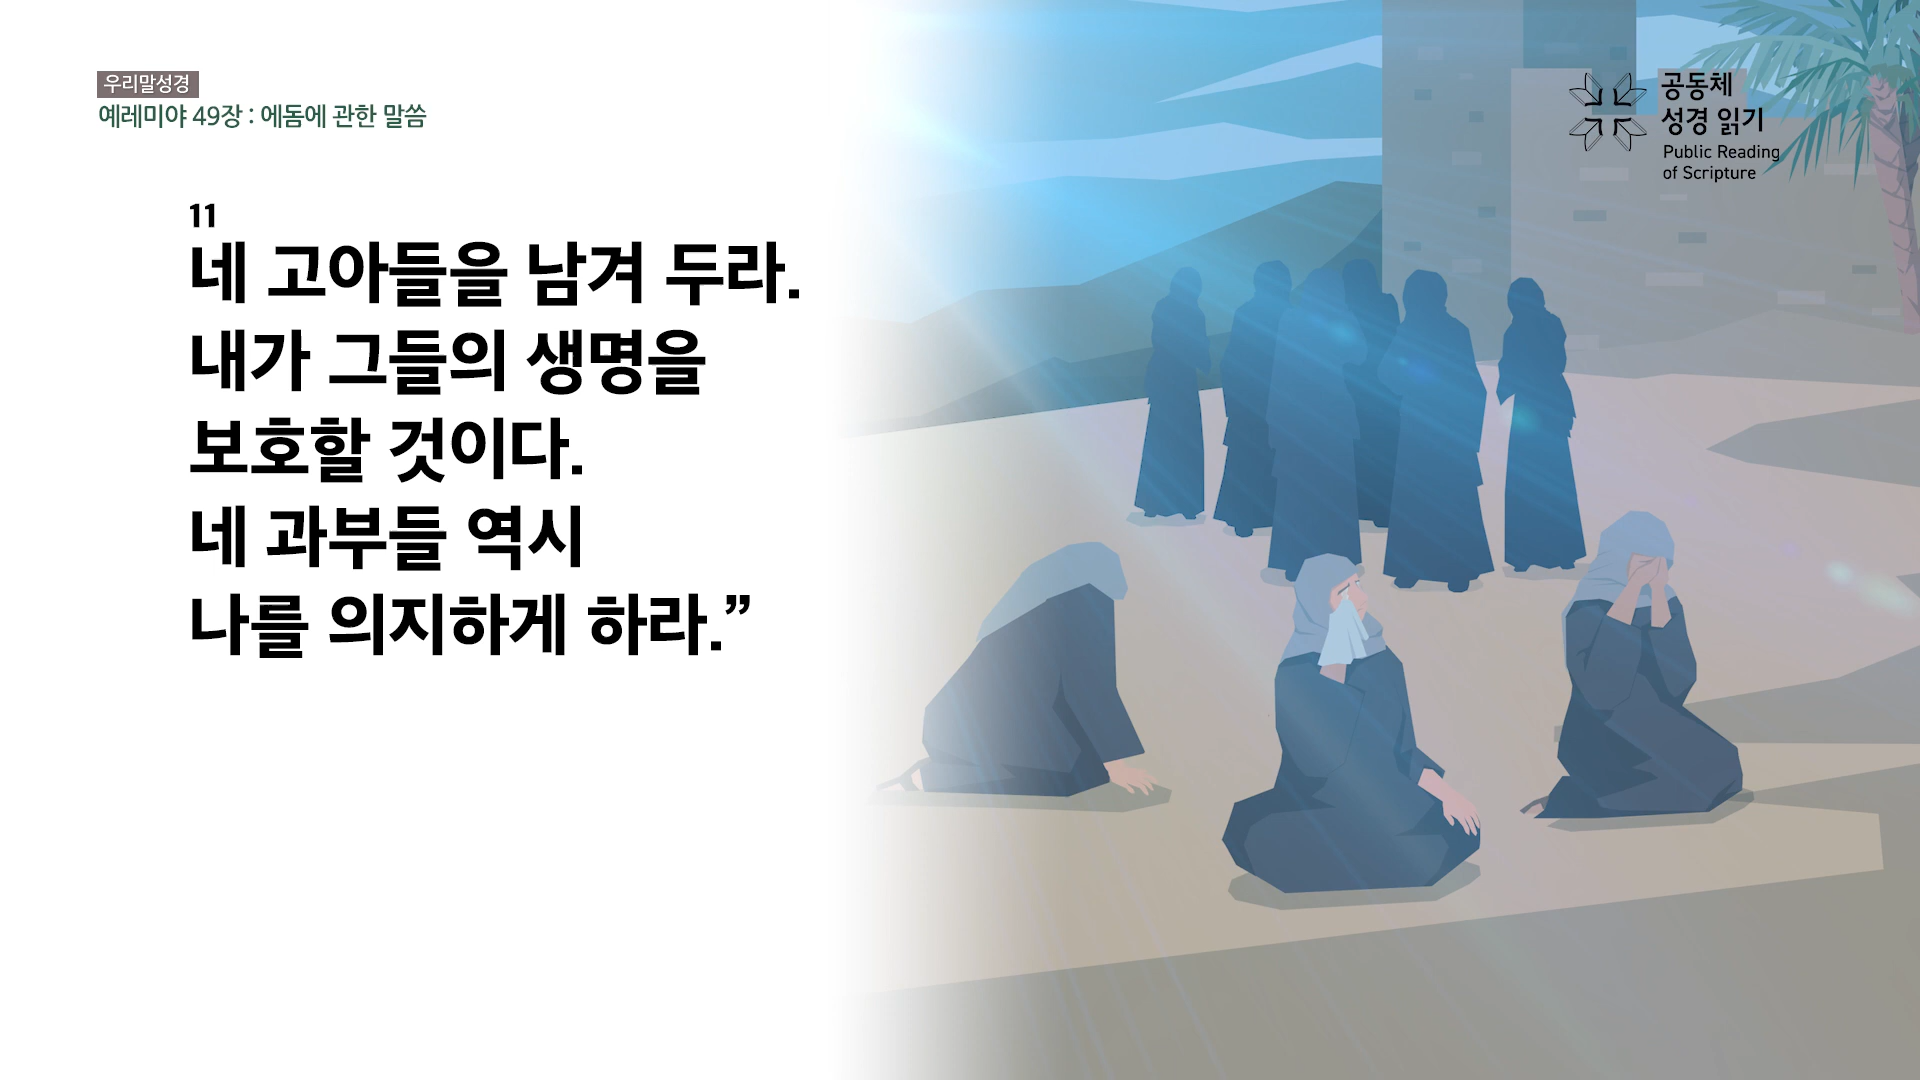 우리말성경
예레미야 49장 : 에돔에 관한 말씀
공동체
성경 읽기
Public Reading
of Scripture
11
네 고아들을 남겨 두라.
내가 그들의 생명을
보호할 것이다.
네 과부들 역시
나를 의지하게 하라.”